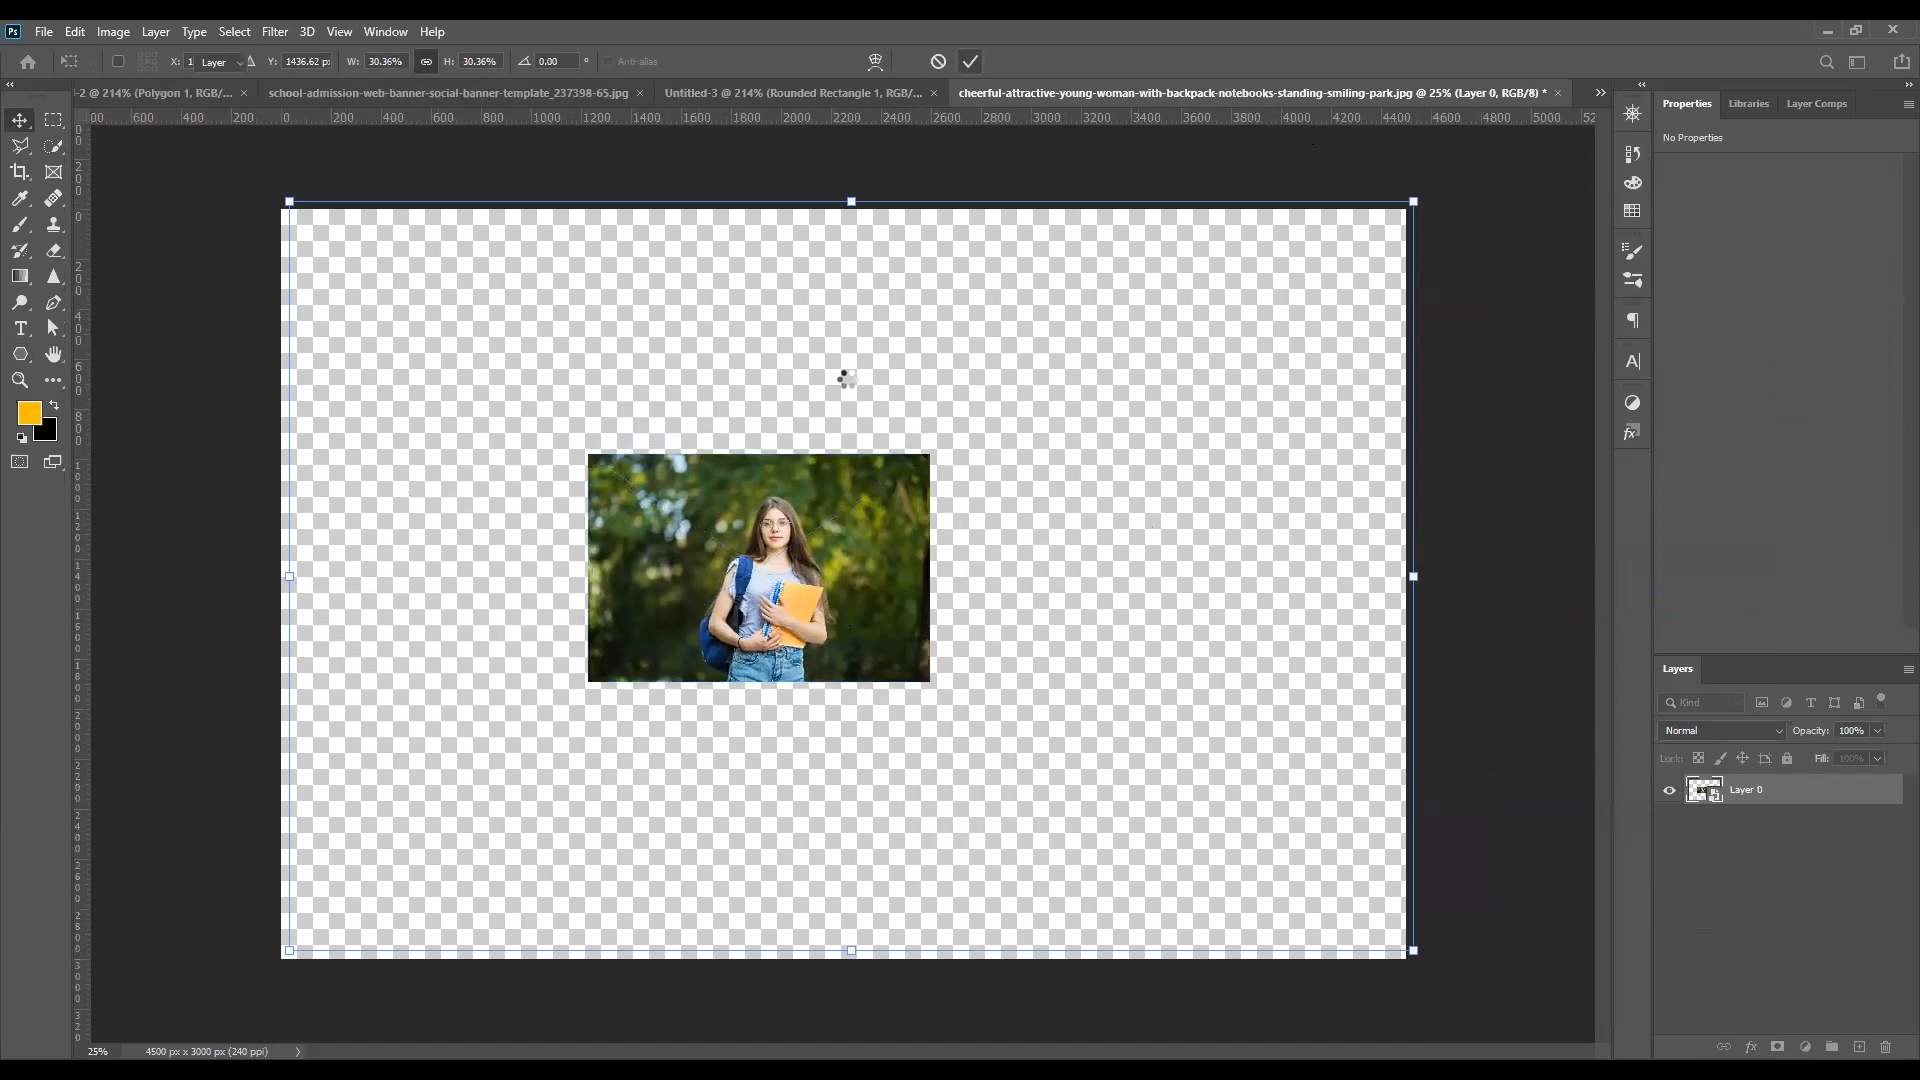 Ps File Edit Image Layer Type Select Filter 3D View Window Help
X: 1 Layer Y: 1436.62 p: W: 30.36% H: 30.36% 0.00 ° Anti-alias
-2 @ 214% (Polygon 1, RGB/... × school-admission-web-banner-social-banner-template_237398-65.jpg × Untitled-3 @ 214% (Rounded Rectangle 1, RGB/... × cheerful-attractive-young-woman-with-backpack-notebooks-standing-smiling-park.jpg @ 25% (Layer 0, RGB/8) * ×
00 600 400 200 0 200 400 600 800 1000 1200 1400 1600 1800 2000 2200 2400 2600 2800 3000 3200 3400 3600 3800 4000 4200 4400 4600 4800 5000 52
Properties Libraries Layer Comps
No Properties
Layers
Kind
Normal Opacity: 100%
Lock: Fill: 100%
Layer 0
25% 4500 px x 3000 px (240 ppi)